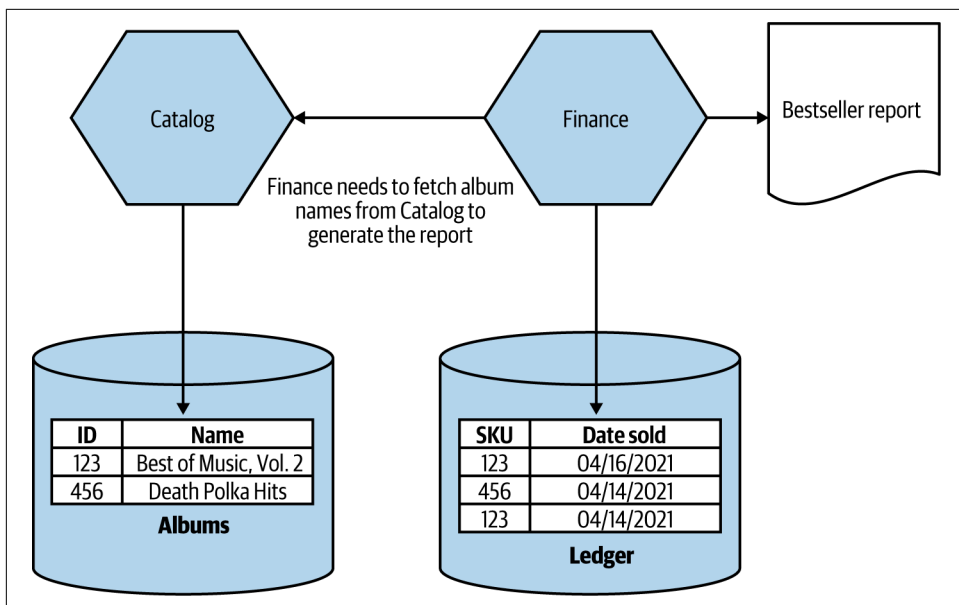 Catalog
Finance
Bestseller report
Finance needs to fetch album
names from Catalog to
generate the report
ID Name
123 Best of Music, Vol. 2
456 Death Polka Hits
Albums
SKU Date sold
123 04/16/2021
456 04/14/2021
123 04/14/2021
Ledger